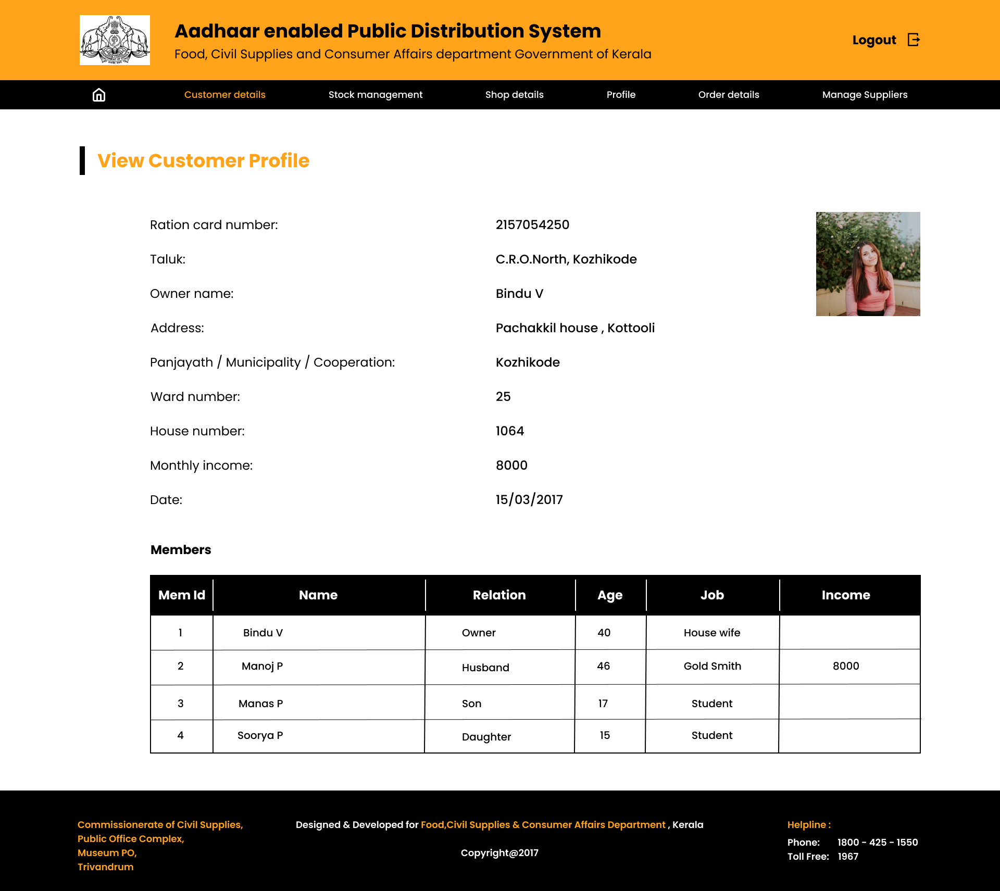 Aadhaar enabled Public Distribution System
Food, Civil Supplies and Consumer Affairs department Government of Kerala
Logout
Customer details Stock management Shop details Profile Order details Manage Suppliers
View Customer Profile
Ration card number: 2157054250
Taluk: C.R.O.North, Kozhikode
Owner name: Bindu V
Address: Pachakkil house , Kottooli
Panjayath / Municipality / Cooperation: Kozhikode
Ward number: 25
House number: 1064
Monthly income: 8000
Date: 15/03/2017
Members
Mem Id Name Relation Age Job Income
1 Bindu V Owner 40 House wife
2 Manoj P Husband 46 Gold Smith 8000
3 Manas P Son 17 Student
4 Soorya P Daughter 15 Student
Commissionerate of Civil Supplies,
Public Office Complex,
Museum PO,
Trivandrum
Designed & Developed for Food,Civil Supplies & Consumer Affairs Department , Kerala
Copyright@2017
Helpline :
Phone: 1800 - 425 - 1550
Toll Free: 1967